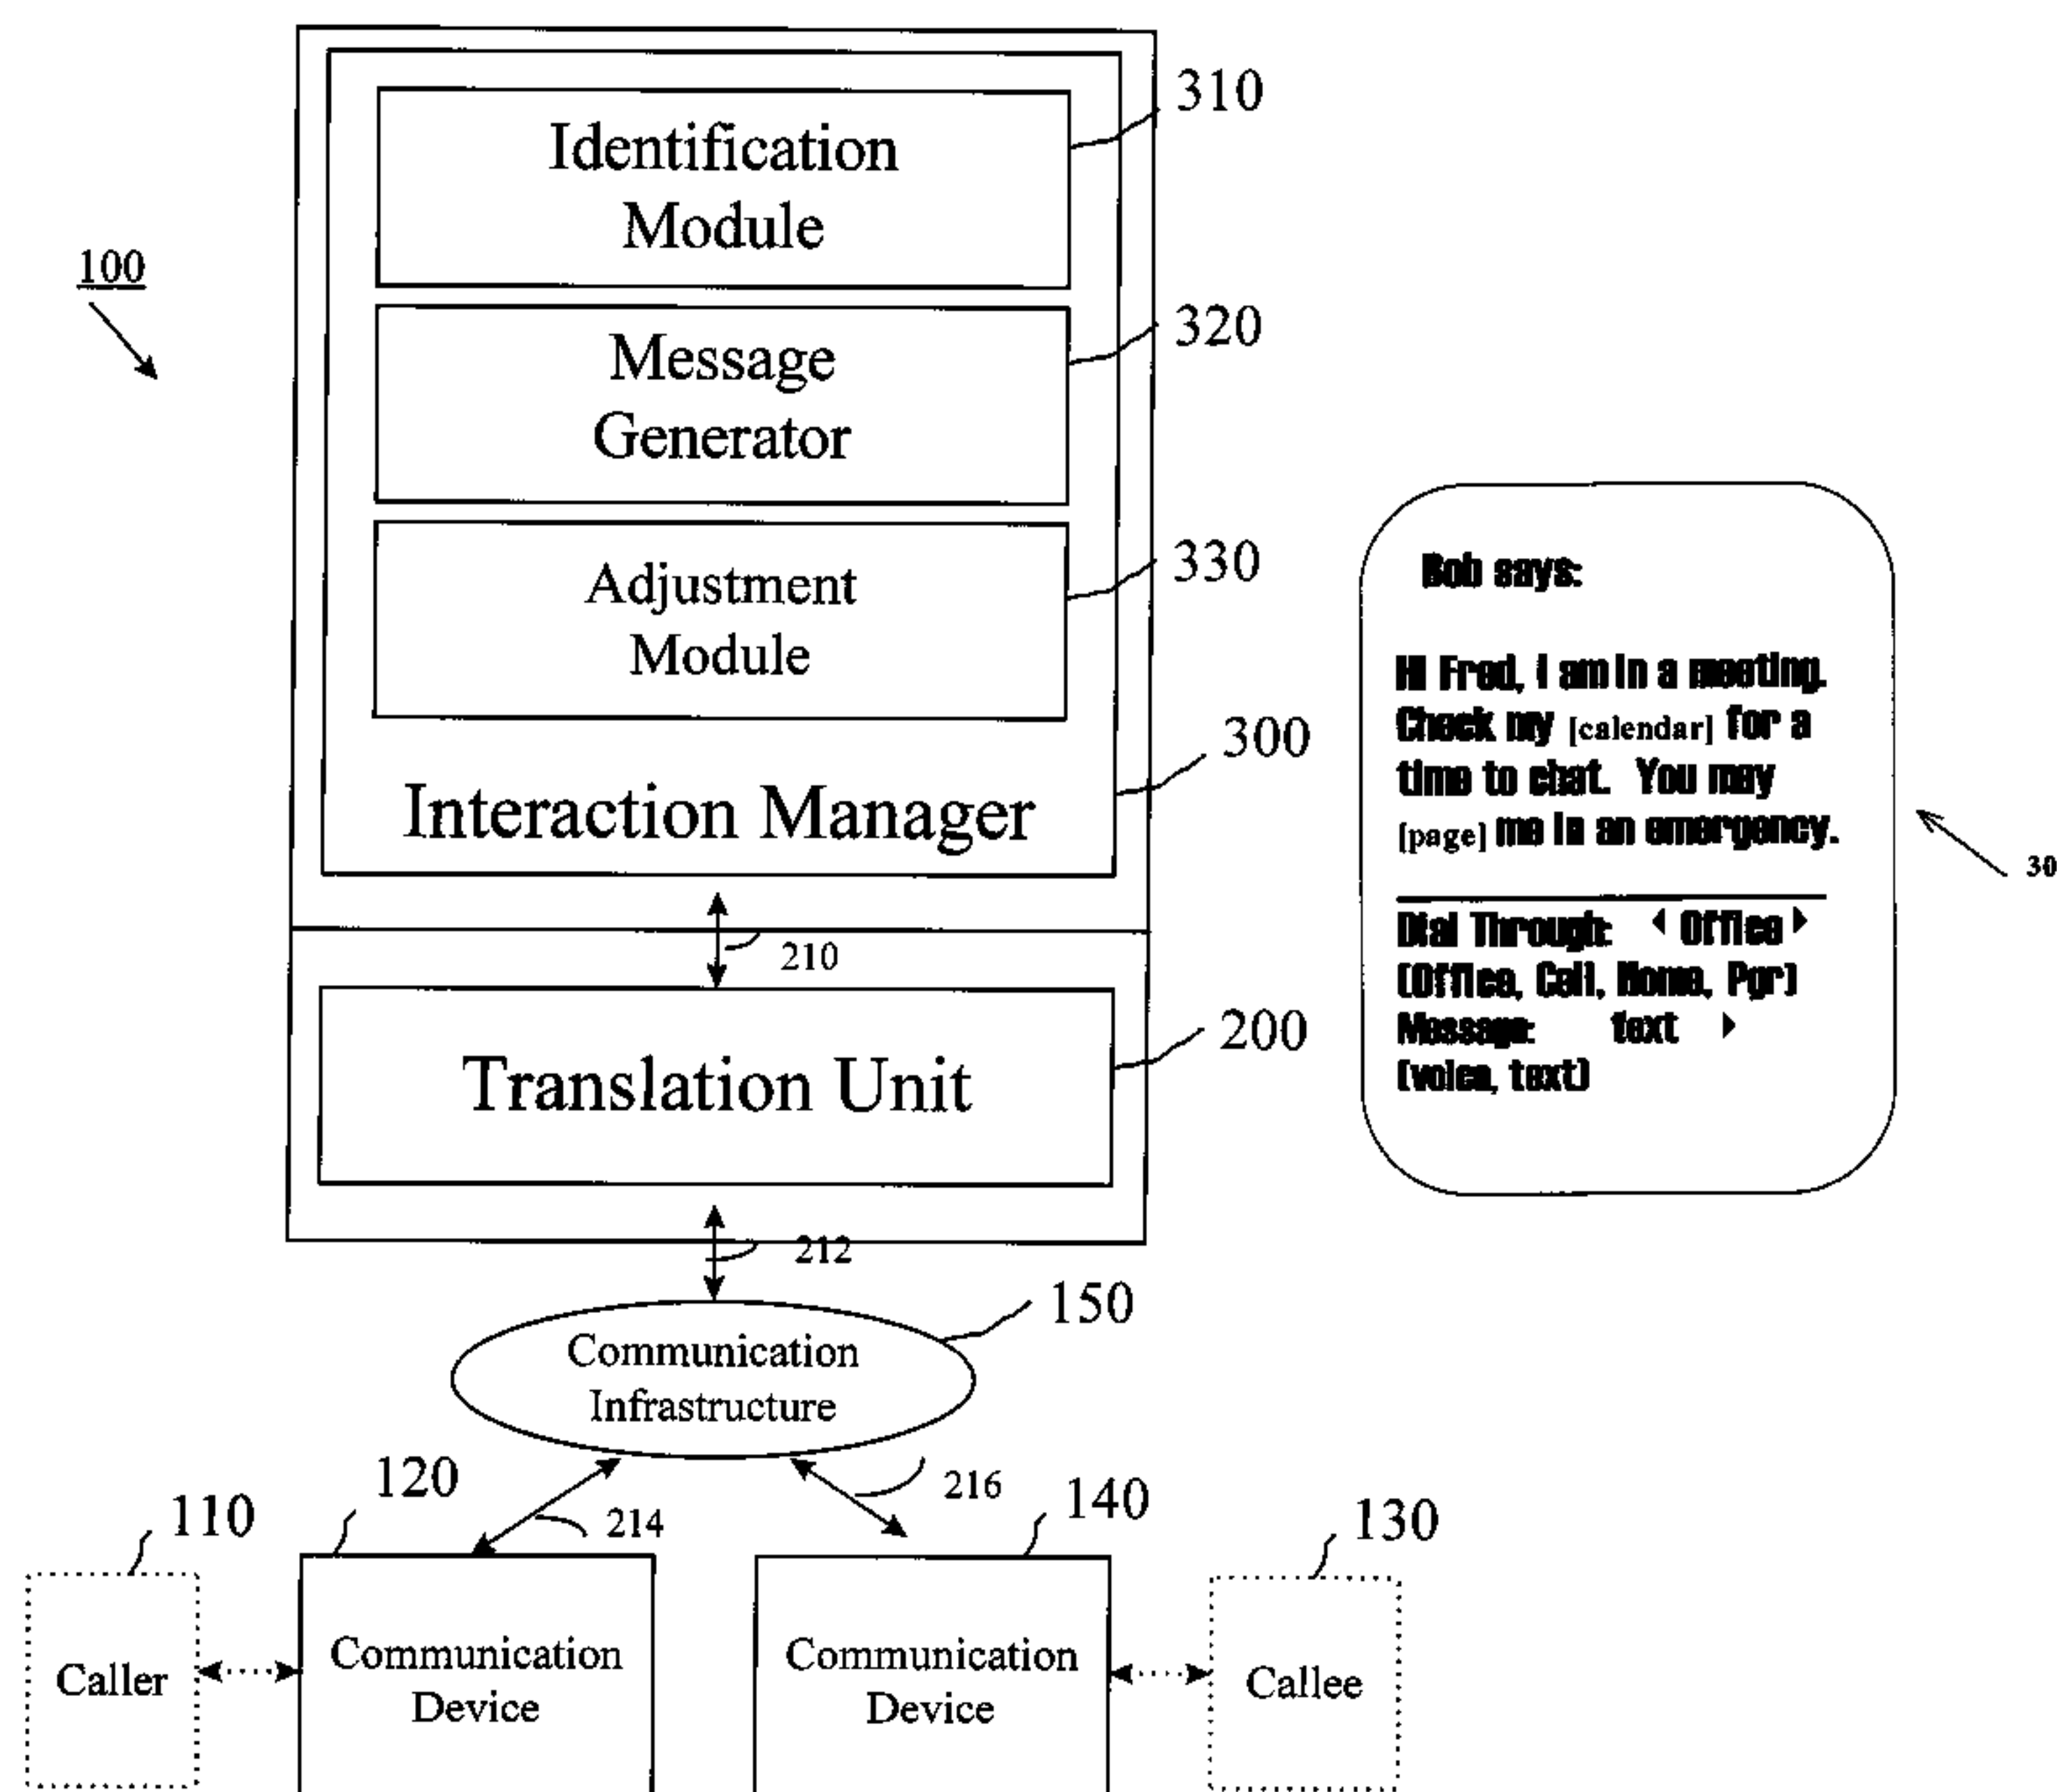 100
Identification
Module
310
Message
Generator
320
Adjustment
Module
330
Interaction Manager
300
210
Translation Unit
200
212
Communication
Infrastructure
150
214
216
110
Caller
120
Communication
Device
140
Communication
Device
130
Callee
Bob says:
Hi Fred, I am in a meeting.
Check my [calendar] for a
time to chat. You may
[page] me in an emergency.
Dial Through: Office
(Office, Cell, Home, Pgr)
Message: text
(voice, text)
30